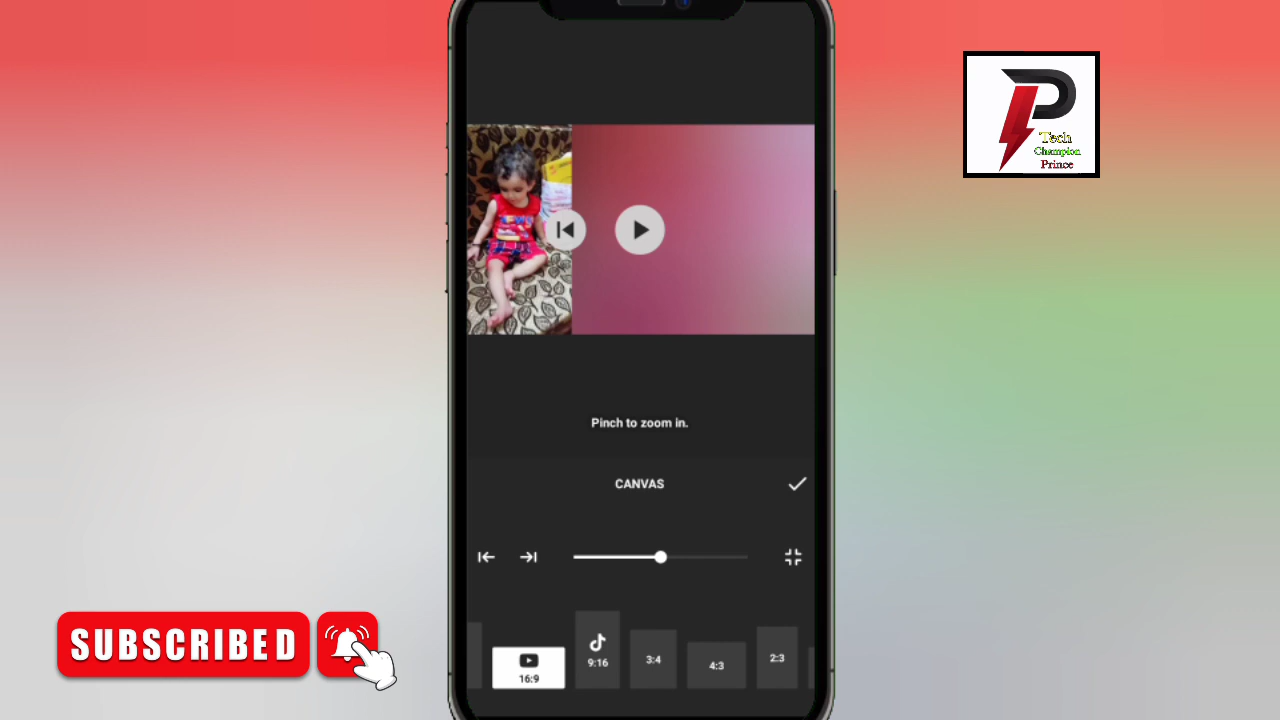 Tech
Champion
Prince
Pinch to zoom in.
CANVAS
16:9
9:16
3:4
4:3
2:3
SUBSCRIBED